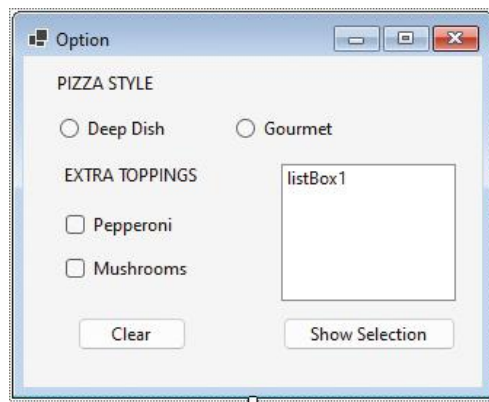 Option
PIZZA STYLE
Deep Dish Gourmet
EXTRA TOPPINGS listBox1
Pepperoni
Mushrooms
Clear Show Selection